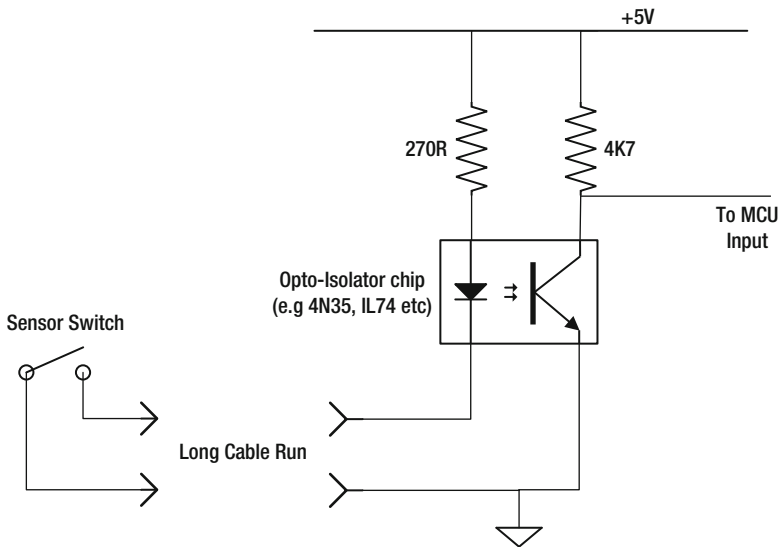 +5V
270R
4K7
To MCU
Input
Opto-Isolator chip
(e.g 4N35, IL74 etc)
Sensor Switch
Long Cable Run